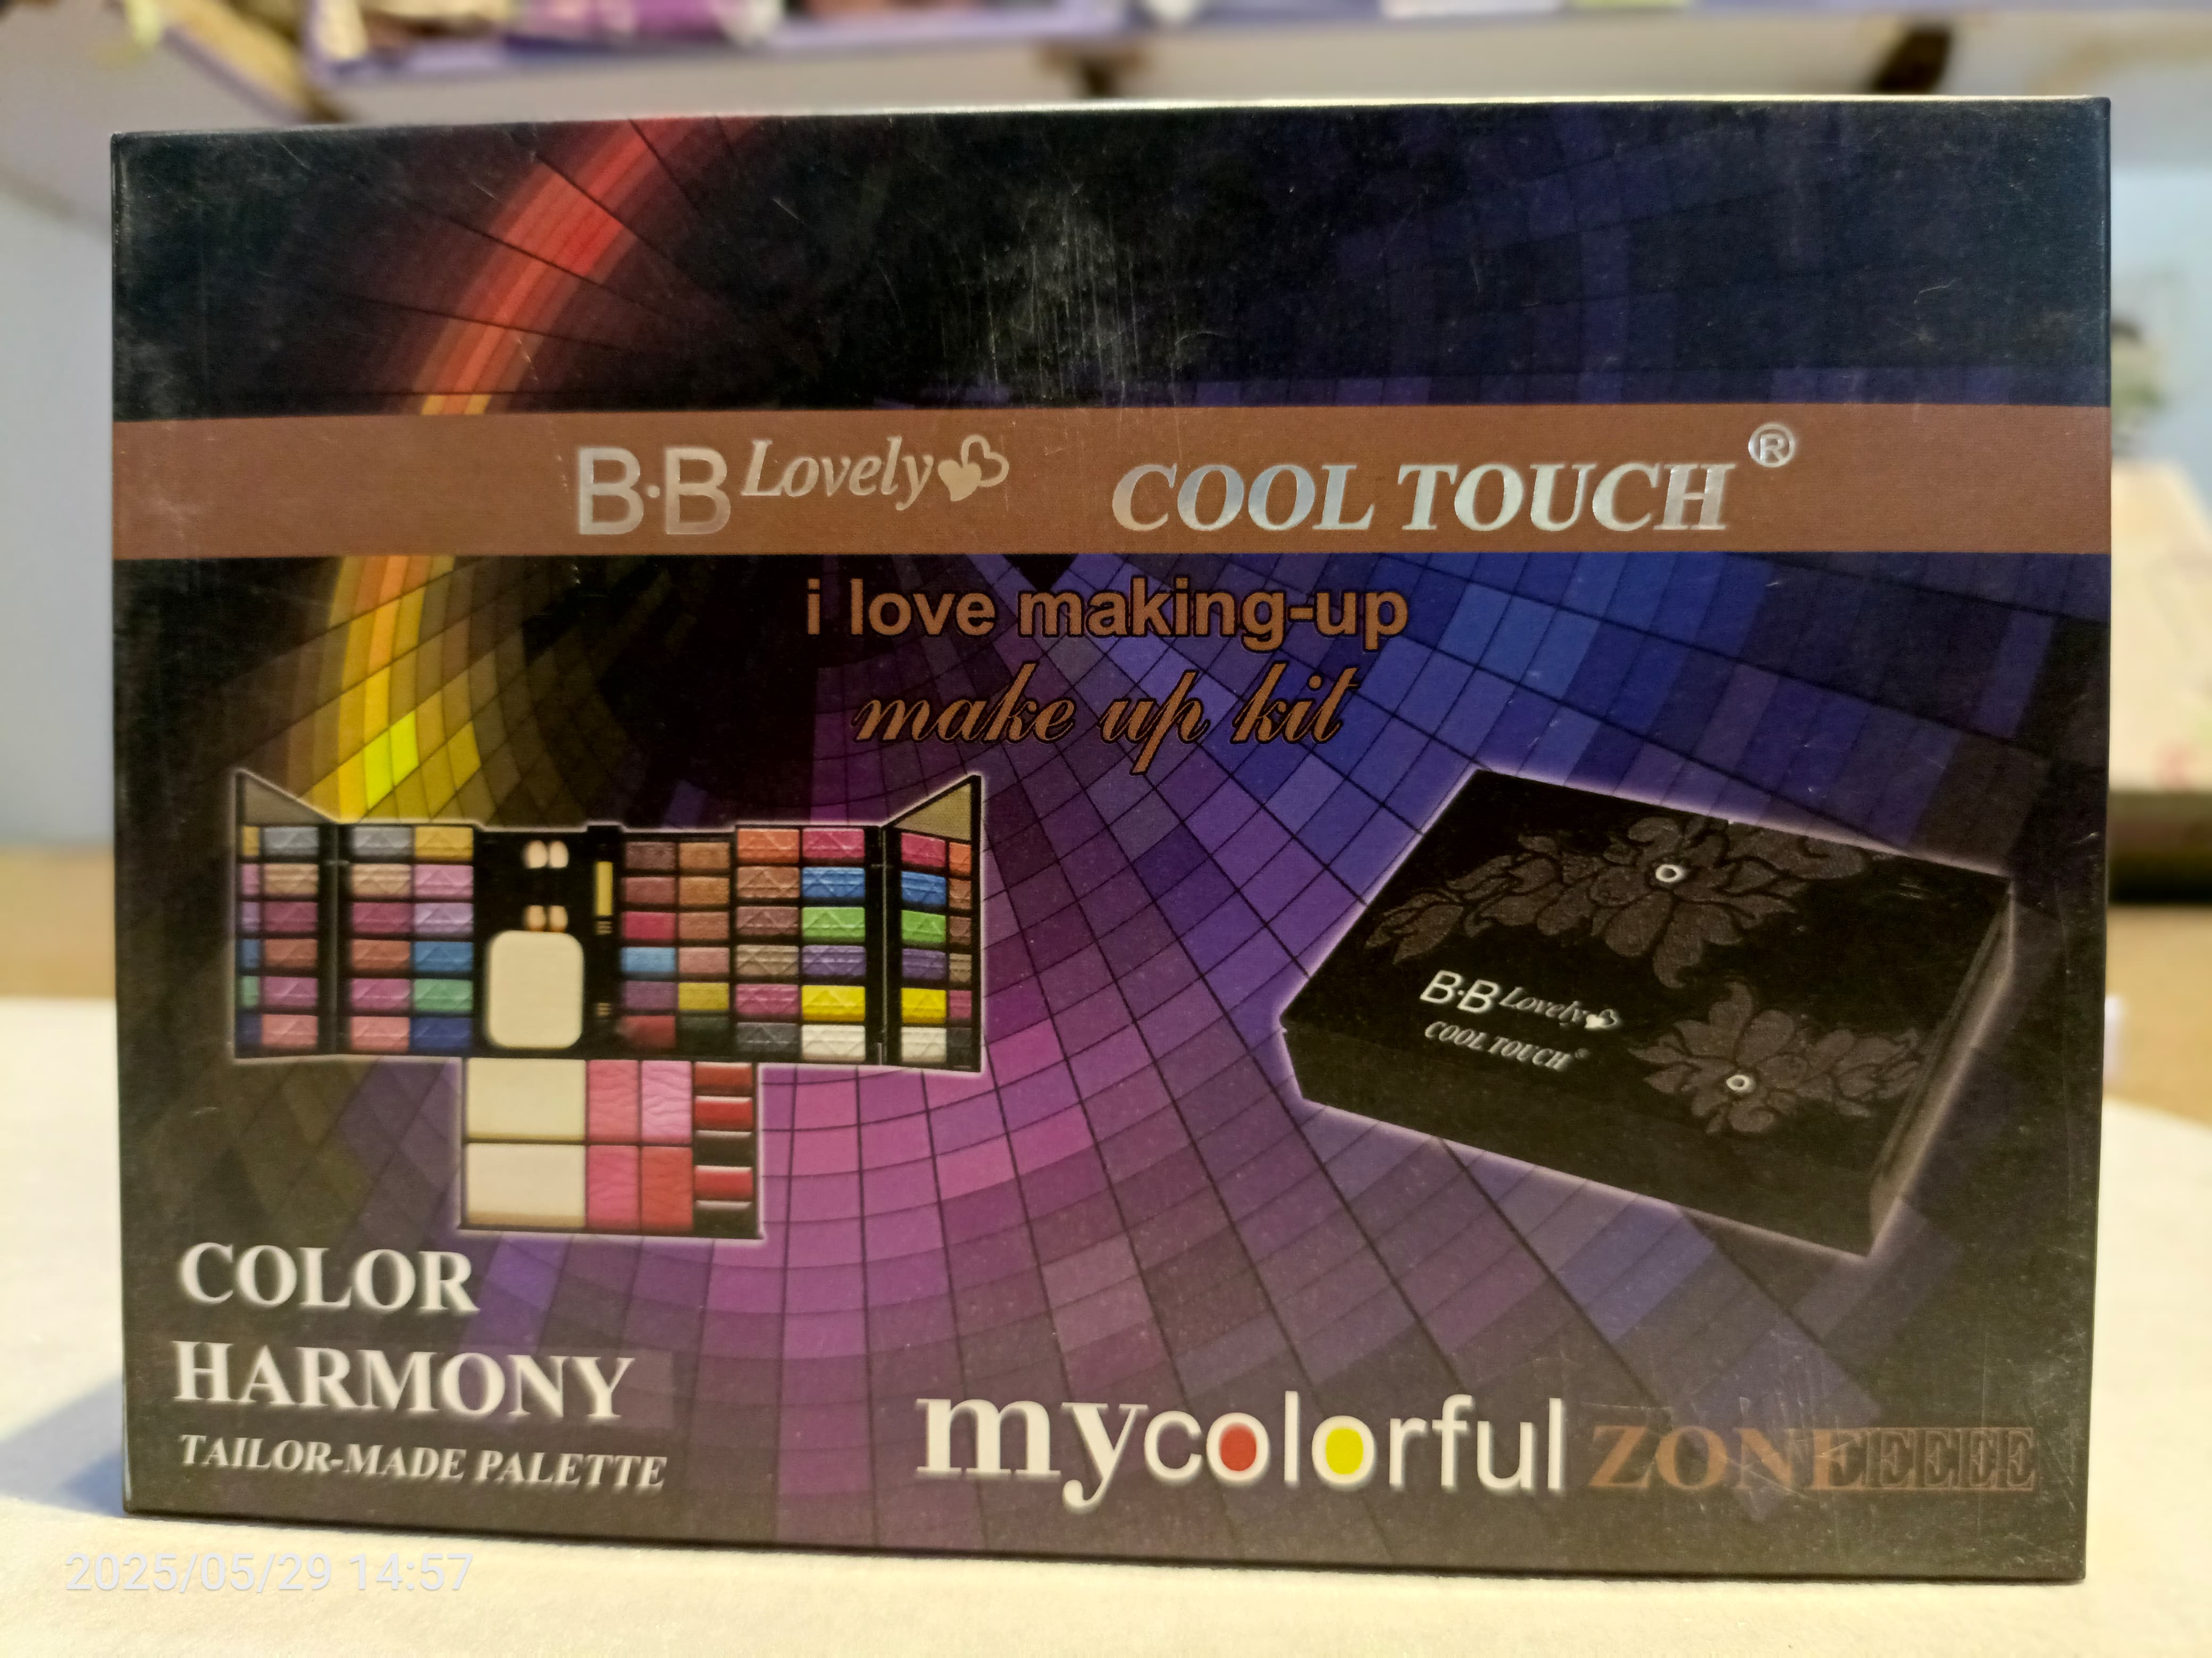 B·B Lovely COOL TOUCH®
i love making-up
make up kit
B·B Lovely
COOL TOUCH®
COLOR
HARMONY
TAILOR-MADE PALETTE
mycolorful ZONEEEEE
2025/05/29 14:57